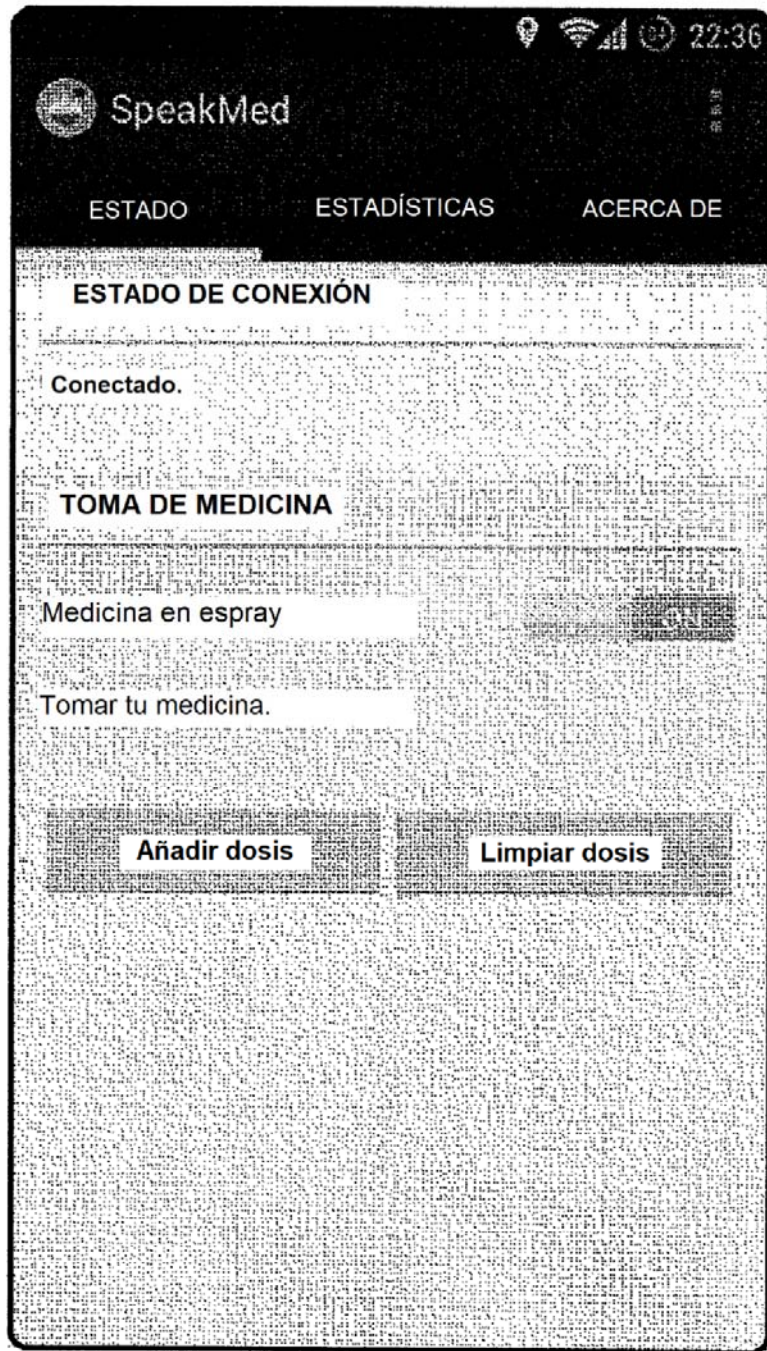 22:36
SpeakMed
ESTADO ESTADÍSTICAS ACERCA DE
ESTADO DE CONEXIÓN
Conectado.
TOMA DE MEDICINA
Medicina en espray ON
Tomar tu medicina.
Añadir dosis Limpiar dosis